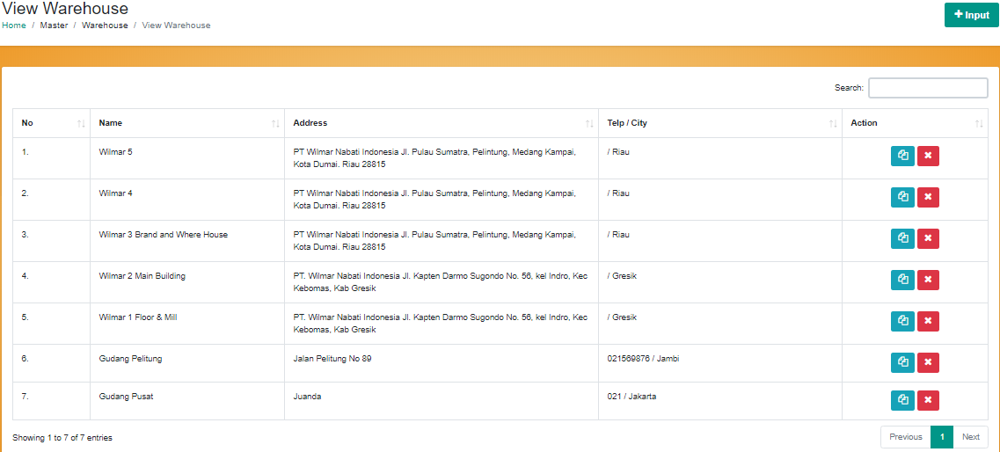 View Warehouse
Home / Master / Warehouse / View Warehouse
Input
Search:
No Name Address Telp / City Action
1. Wilmar 5 PT Wilmar Nabati Indonesia Jl. Pulau Sumatra, Pelintung, Medang Kampai, / Riau
Kota Dumai. Riau 28815
2. Wilmar 4 PT Wilmar Nabati Indonesia Jl. Pulau Sumatra, Pelintung, Medang Kampai, / Riau
Kota Dumai. Riau 28815
3. Wilmar 3 Brand and Where House PT Wilmar Nabati Indonesia Jl. Pulau Sumatra, Pelintung, Medang Kampai, / Riau
Kota Dumai. Riau 28815
4. Wilmar 2 Main Building PT. Wilmar Nabati Indonesia Jl. Kapten Darmo Sugondo No. 56, kel Indro, Kec / Gresik
Kebomas, Kab Gresik
5. Wilmar 1 Floor & Mill PT. Wilmar Nabati Indonesia Jl. Kapten Darmo Sugondo No. 56, kel Indro, Kec / Gresik
Kebomas, Kab Gresik
6. Gudang Pelitung Jalan Pelitung No 89 021569876 / Jambi
7. Gudang Pusat Juanda 021 / Jakarta
Showing 1 to 7 of 7 entries Previous 1 Next